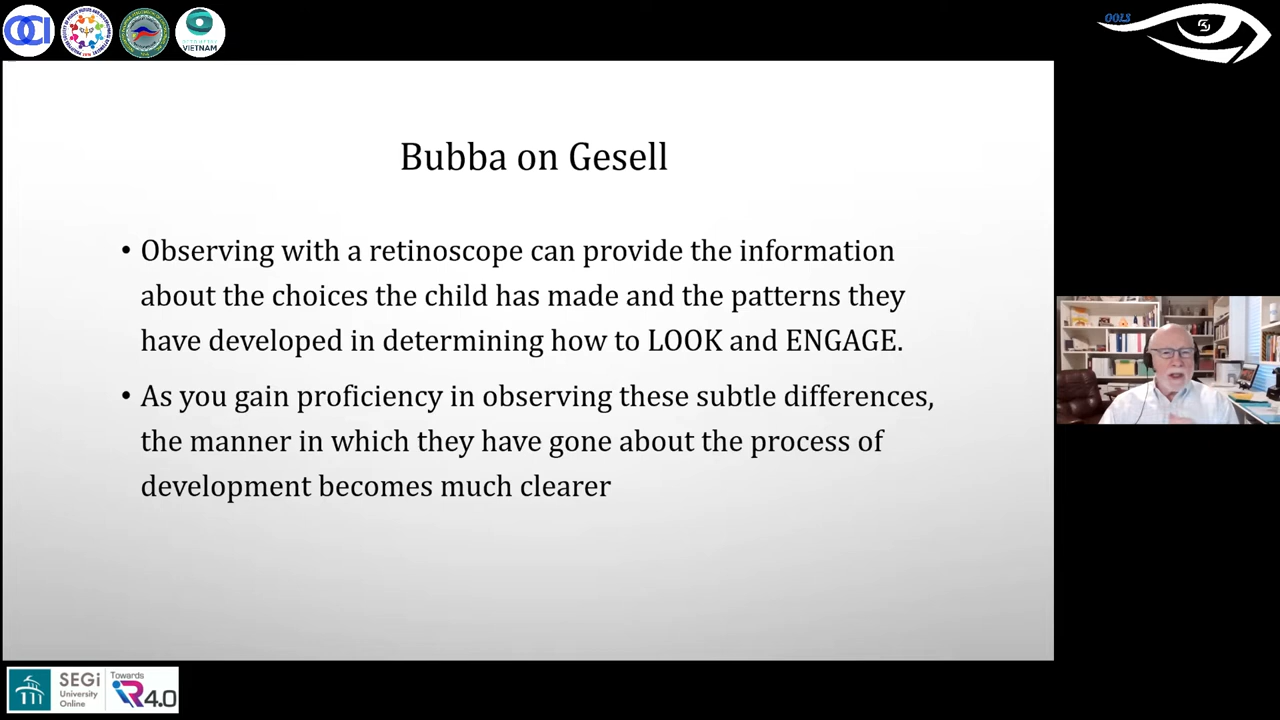 OCI
VIETNAM
OOLS
Bubba on Gesell
• Observing with a retinoscope can provide the information
about the choices the child has made and the patterns they
have developed in determining how to LOOK and ENGAGE.
• As you gain proficiency in observing these subtle differences,
the manner in which they have gone about the process of
development becomes much clearer
SEGi
University
Online
Towards
iR4.0